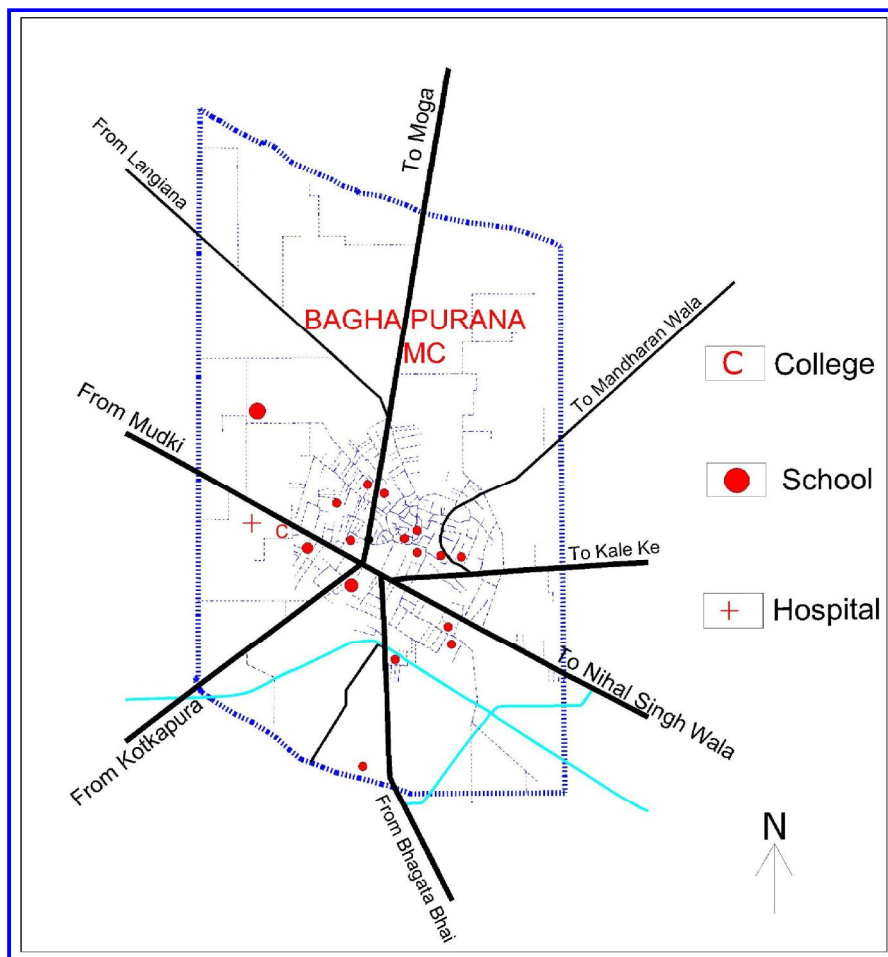 To Moga
From Langiana
BAGHA PURANA
MC
To Mandharan Wala
C College
From Mudki
School
C
To Kale Ke
Hospital
To Nihal Singh Wala
From Kotkapura
From Bhagata Bhai
N